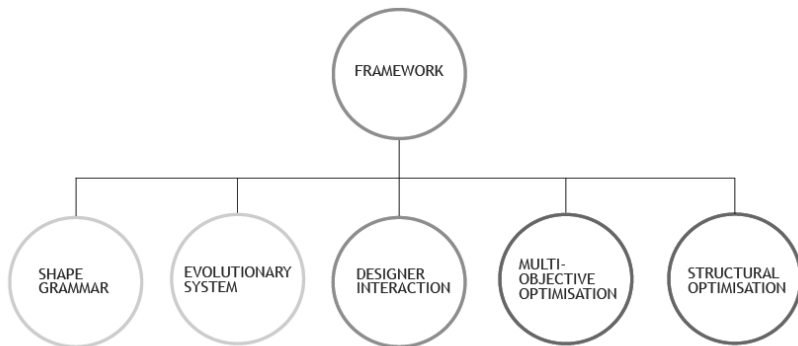 FRAMEWORK
SHAPE
GRAMMAR
EVOLUTIONARY
SYSTEM
DESIGNER
INTERACTION
MULTI-
OBJECTIVE
OPTIMISATION
STRUCTURAL
OPTIMISATION